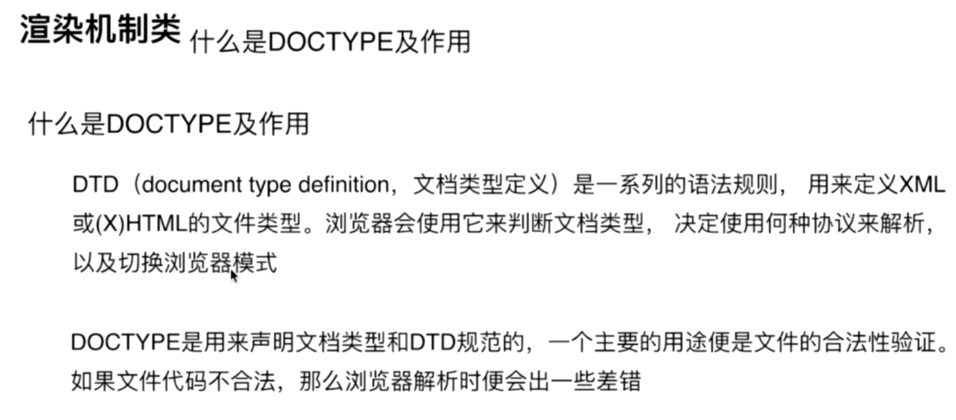 渲染机制类 什么是DOCTYPE及作用
什么是DOCTYPE及作用
DTD（document type definition，文档类型定义）是一系列的语法规则， 用来定义XML
或(X)HTML的文件类型。浏览器会使用它来判断文档类型， 决定使用何种协议来解析，
以及切换浏览器模式
DOCTYPE是用来声明文档类型和DTD规范的，一个主要的用途便是文件的合法性验证。
如果文件代码不合法，那么浏览器解析时便会出一些差错